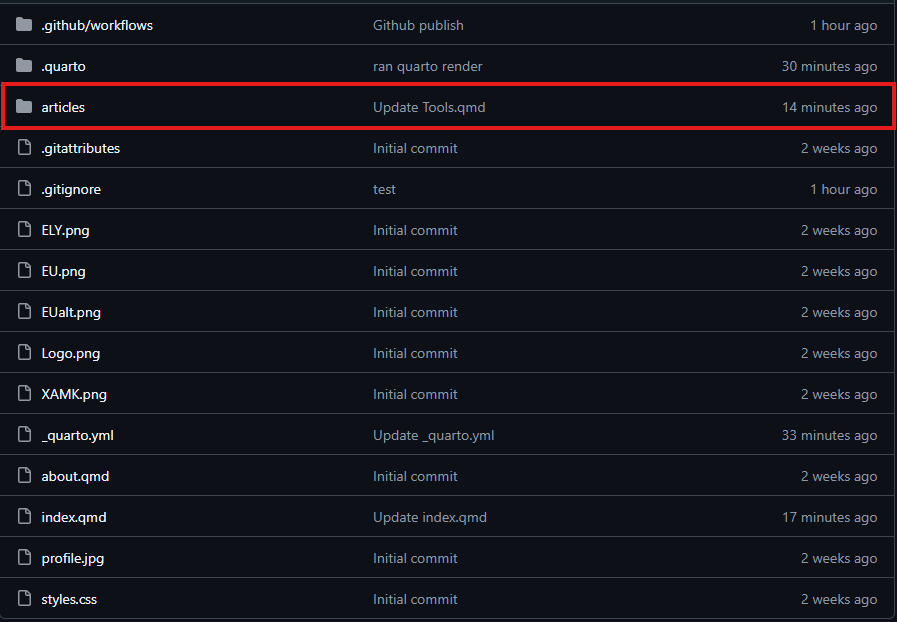 .github/workflows Github publish 1 hour ago
.quarto ran quarto render 30 minutes ago
articles Update Tools.qmd 14 minutes ago
.gitattributes Initial commit 2 weeks ago
.gitignore test 1 hour ago
ELY.png Initial commit 2 weeks ago
EU.png Initial commit 2 weeks ago
EUalt.png Initial commit 2 weeks ago
Logo.png Initial commit 2 weeks ago
XAMK.png Initial commit 2 weeks ago
_quarto.yml Update _quarto.yml 33 minutes ago
about.qmd Initial commit 2 weeks ago
index.qmd Update index.qmd 17 minutes ago
profile.jpg Initial commit 2 weeks ago
styles.css Initial commit 2 weeks ago